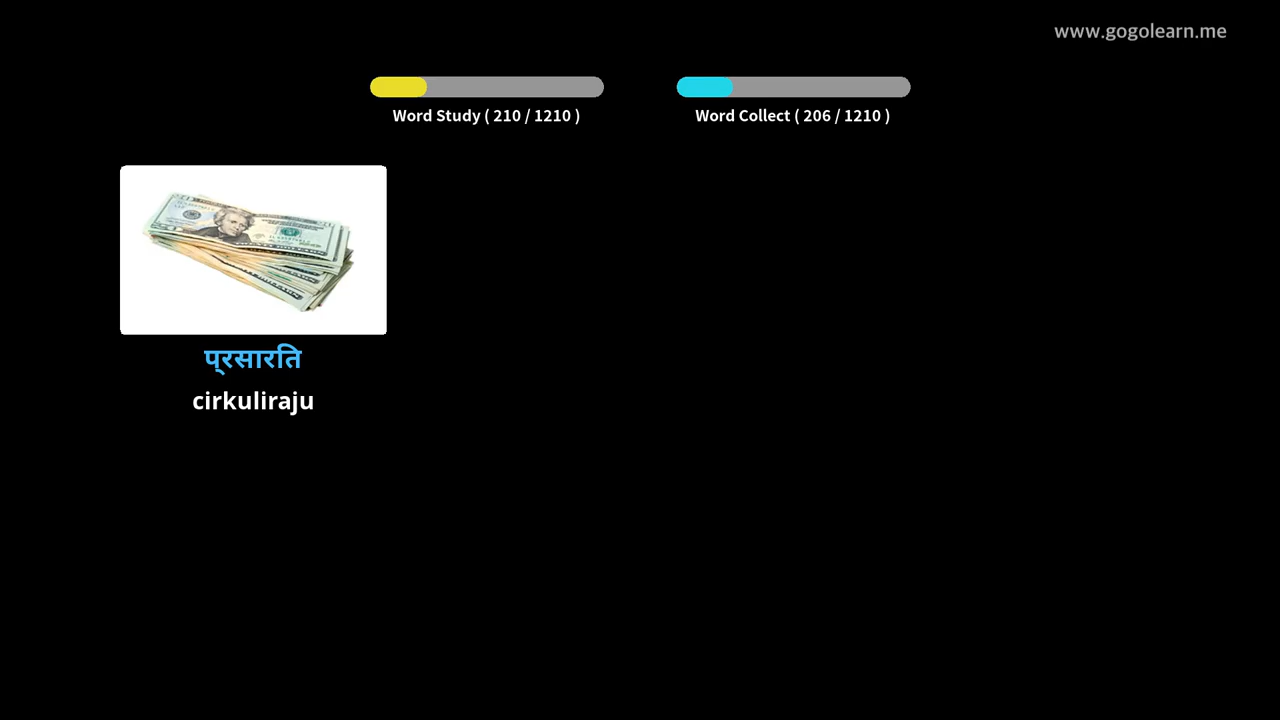 www.gogolearn.me
Word Study ( 210 / 1210 )
Word Collect ( 206 / 1210 )
प्रसारति
cirkuliraju